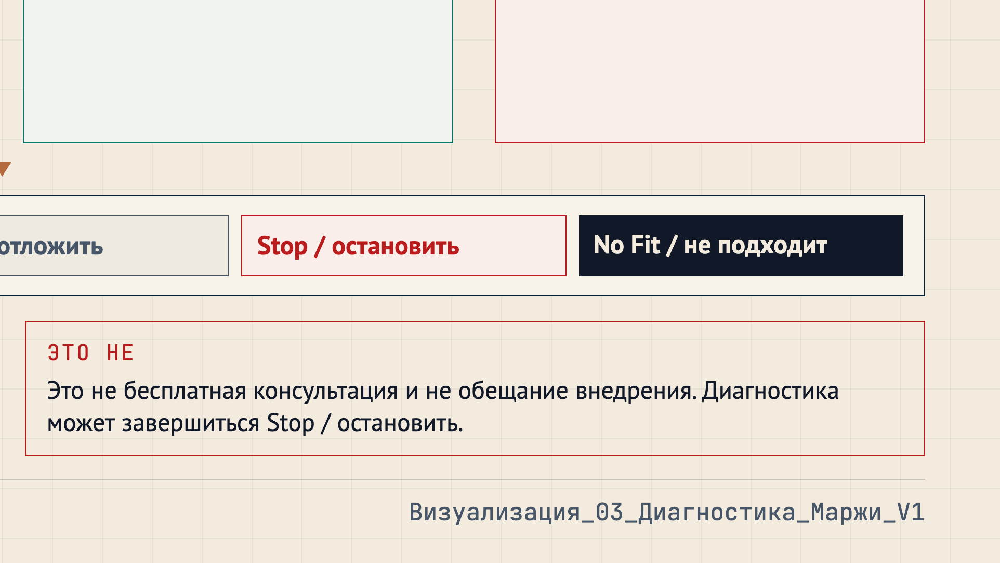 отложить
Stop / остановить
No Fit / не подходит
ЭТО НЕ
Это не бесплатная консультация и не обещание внедрения. Диагностика
может завершиться Stop / остановить.
Визуализация_03_Диагностика_Маржи_V1